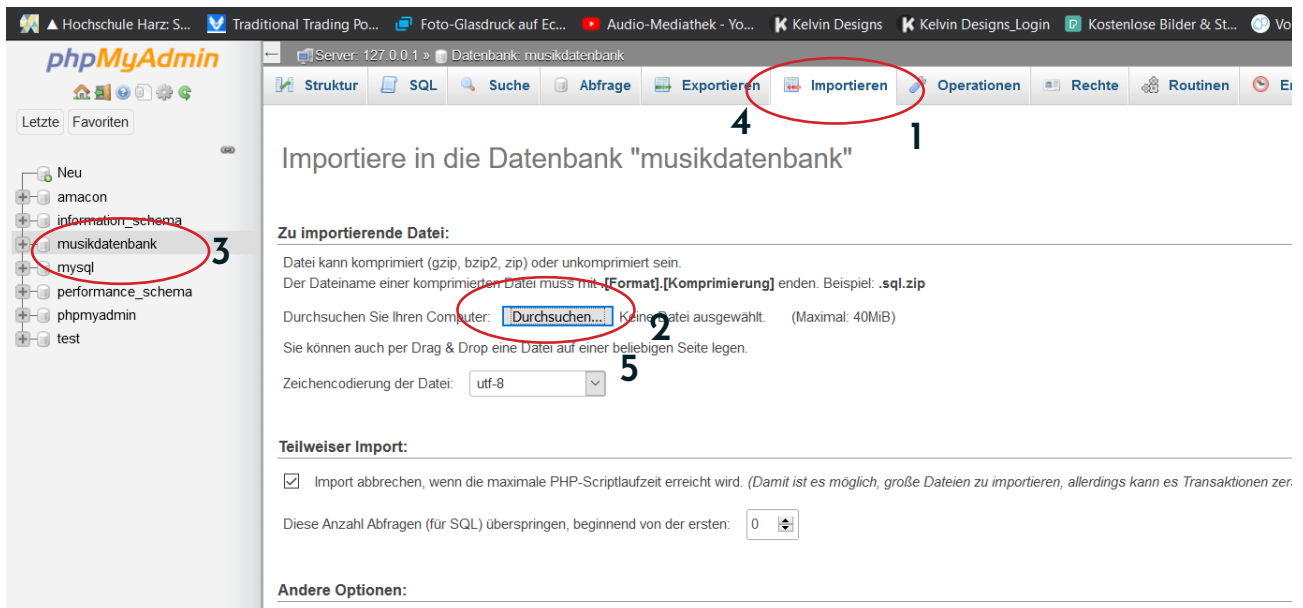 ▲ Hochschule Harz: S... Traditional Trading Po... Foto-Glasdruck auf Ec... Audio-Mediathek - Yo... Kelvin Designs Kelvin Designs_Login Kostenlose Bilder & St... Vo
phpMyAdmin
Letzte Favoriten
Neu
amacon
information_schema
musikdatenbank
mysql
performance_schema
phpmyadmin
test
3
Server: 127.0.0.1 » Datenbank: musikdatenbank
Struktur SQL Suche Abfrage Exportieren Importieren Operationen Rechte Routinen Er
4
1
Importiere in die Datenbank "musikdatenbank"
Zu importierende Datei:
Datei kann komprimiert (gzip, bzip2, zip) oder unkomprimiert sein.
Der Dateiname einer komprimierten Datei muss mit .[Format].[Komprimierung] enden. Beispiel: .sql.zip
Durchsuchen Sie Ihren Computer: Durchsuchen... Keine Datei ausgewählt. (Maximal: 40MiB)
2
Sie können auch per Drag & Drop eine Datei auf einer beliebigen Seite legen.
5
Zeichencodierung der Datei: utf-8
Teilweiser Import:
Import abbrechen, wenn die maximale PHP-Scriptlaufzeit erreicht wird. (Damit ist es möglich, große Dateien zu importieren, allerdings kann es Transaktionen zers
Diese Anzahl Abfragen (für SQL) überspringen, beginnend von der ersten: 0
Andere Optionen: